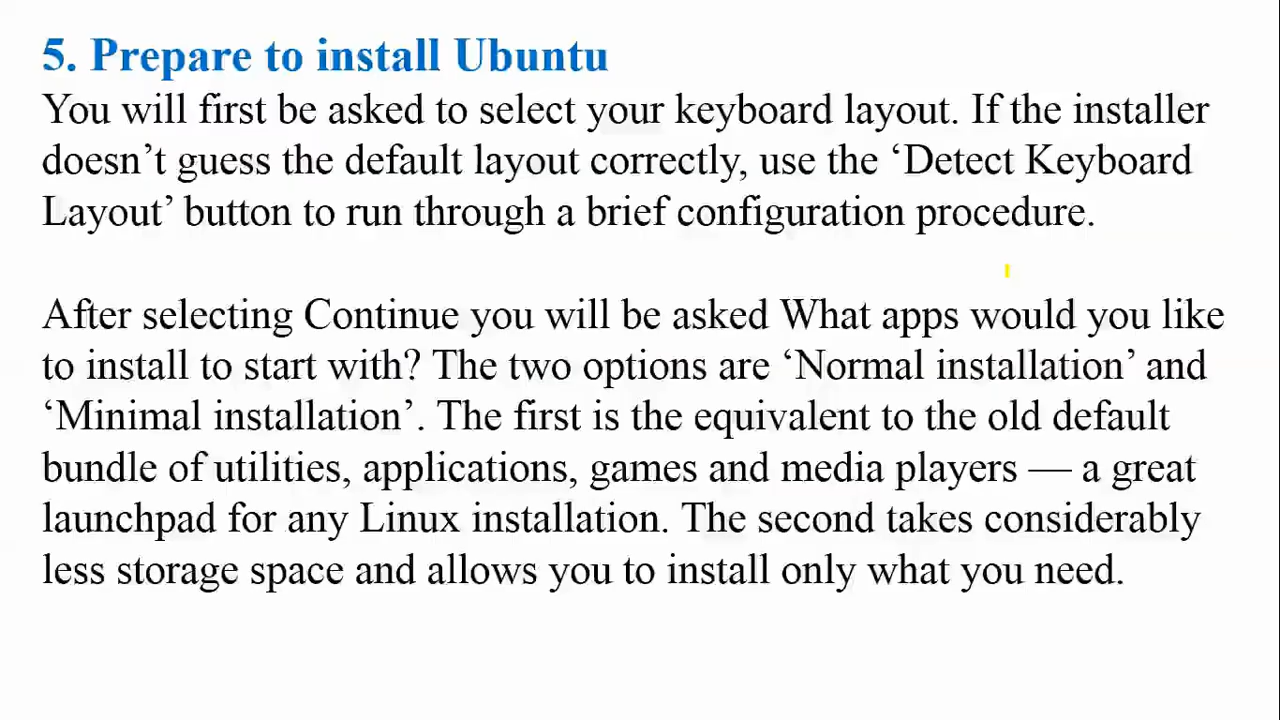 5. Prepare to install Ubuntu
You will first be asked to select your keyboard layout. If the installer
doesn’t guess the default layout correctly, use the ‘Detect Keyboard
Layout’ button to run through a brief configuration procedure.
After selecting Continue you will be asked What apps would you like
to install to start with? The two options are ‘Normal installation’ and
‘Minimal installation’. The first is the equivalent to the old default
bundle of utilities, applications, games and media players — a great
launchpad for any Linux installation. The second takes considerably
less storage space and allows you to install only what you need.